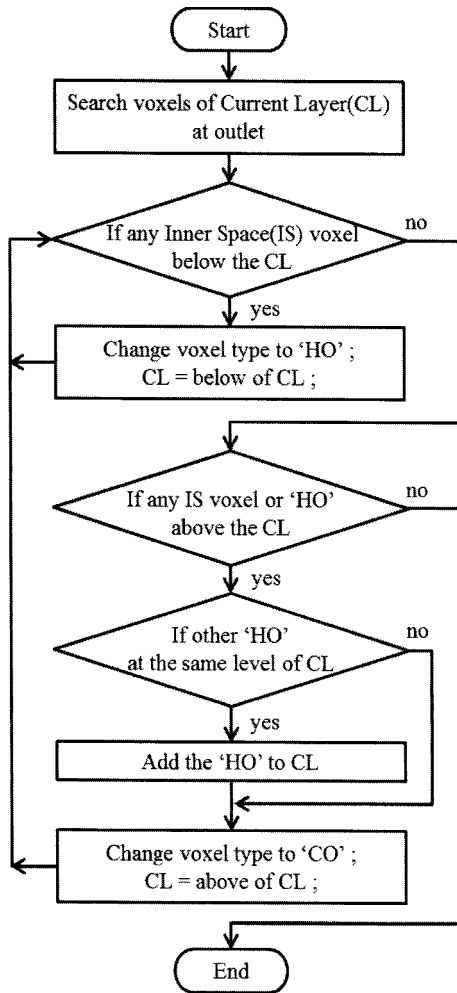 Start
Search voxels of Current Layer(CL)
at outlet
If any Inner Space(IS) voxel
below the CL
no
yes
Change voxel type to ‘HO’ ;
CL = below of CL ;
If any IS voxel or ‘HO’
above the CL
no
yes
If other ‘HO’
at the same level of CL
no
yes
Add the ‘HO’ to CL
Change voxel type to ‘CO’ ;
CL = above of CL ;
End